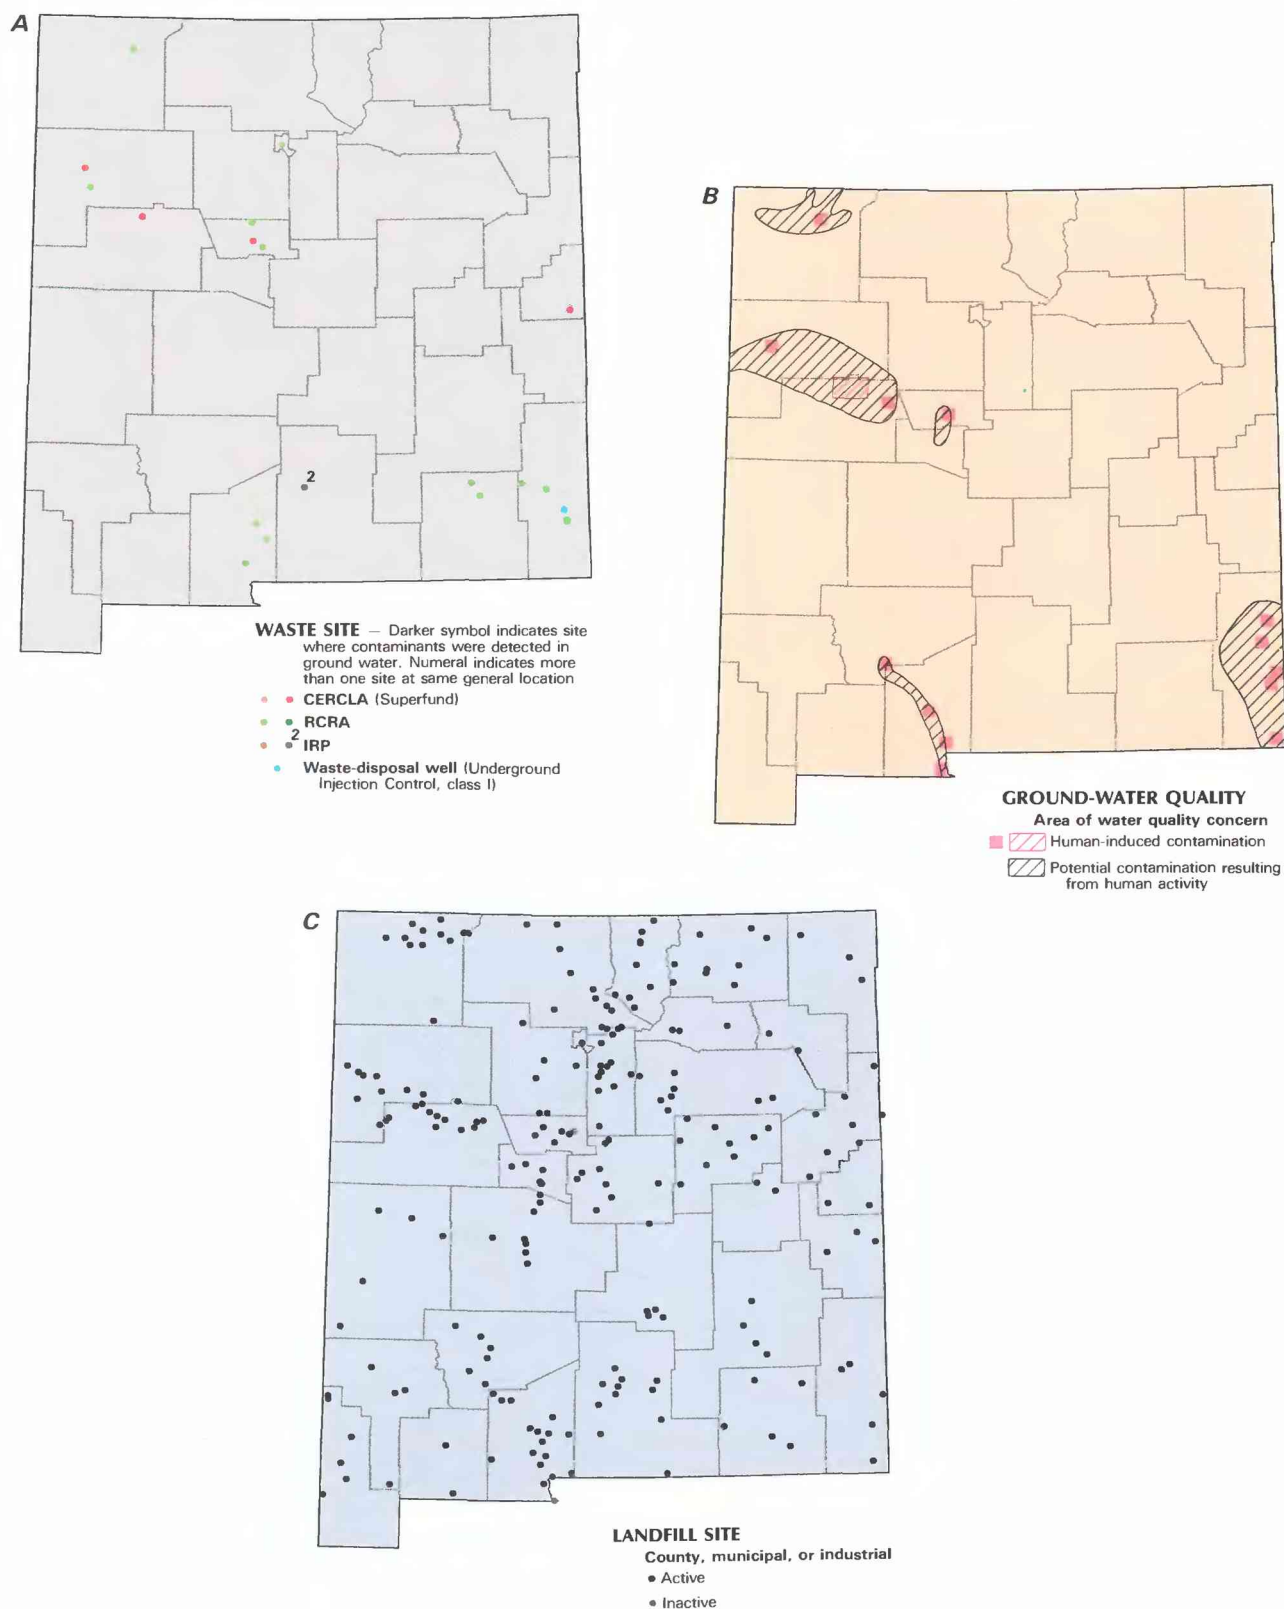 A
2
WASTE SITE — Darker symbol indicates site
where contaminants were detected in
ground water. Numeral indicates more
than one site at same general location
CERCLA (Superfund)
RCRA
2 IRP
Waste-disposal well (Underground
Injection Control, class I)
B
GROUND-WATER QUALITY
Area of water quality concern
Human-induced contamination
Potential contamination resulting
from human activity
C
LANDFILL SITE
County, municipal, or industrial
Active
Inactive